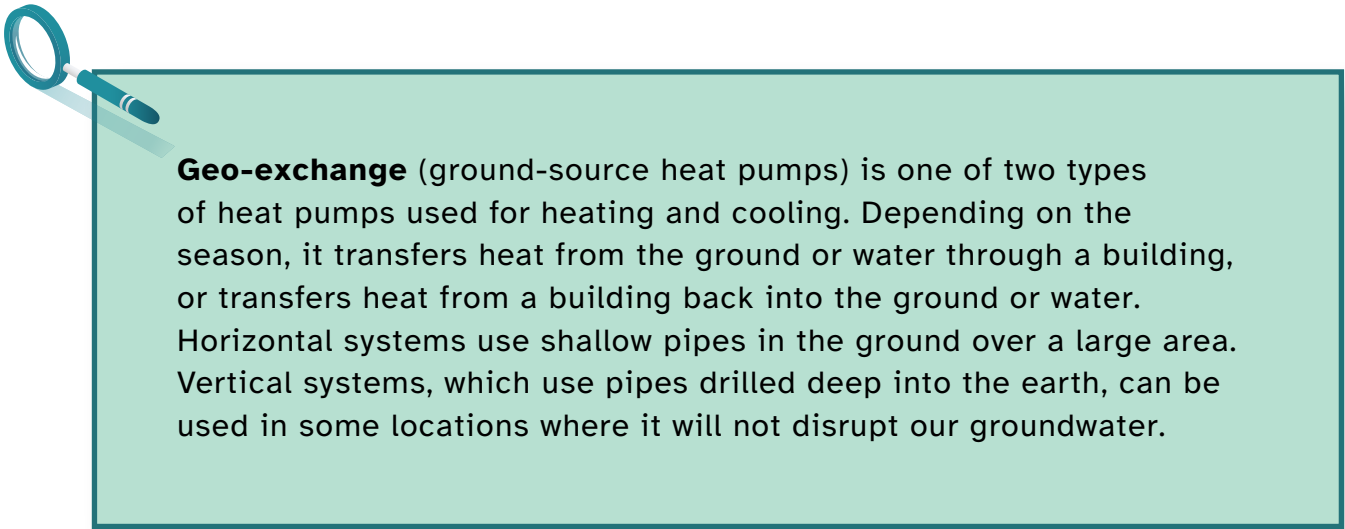 Geo-exchange (ground-source heat pumps) is one of two types
of heat pumps used for heating and cooling. Depending on the
season, it transfers heat from the ground or water through a building,
or transfers heat from a building back into the ground or water.
Horizontal systems use shallow pipes in the ground over a large area.
Vertical systems, which use pipes drilled deep into the earth, can be
used in some locations where it will not disrupt our groundwater.